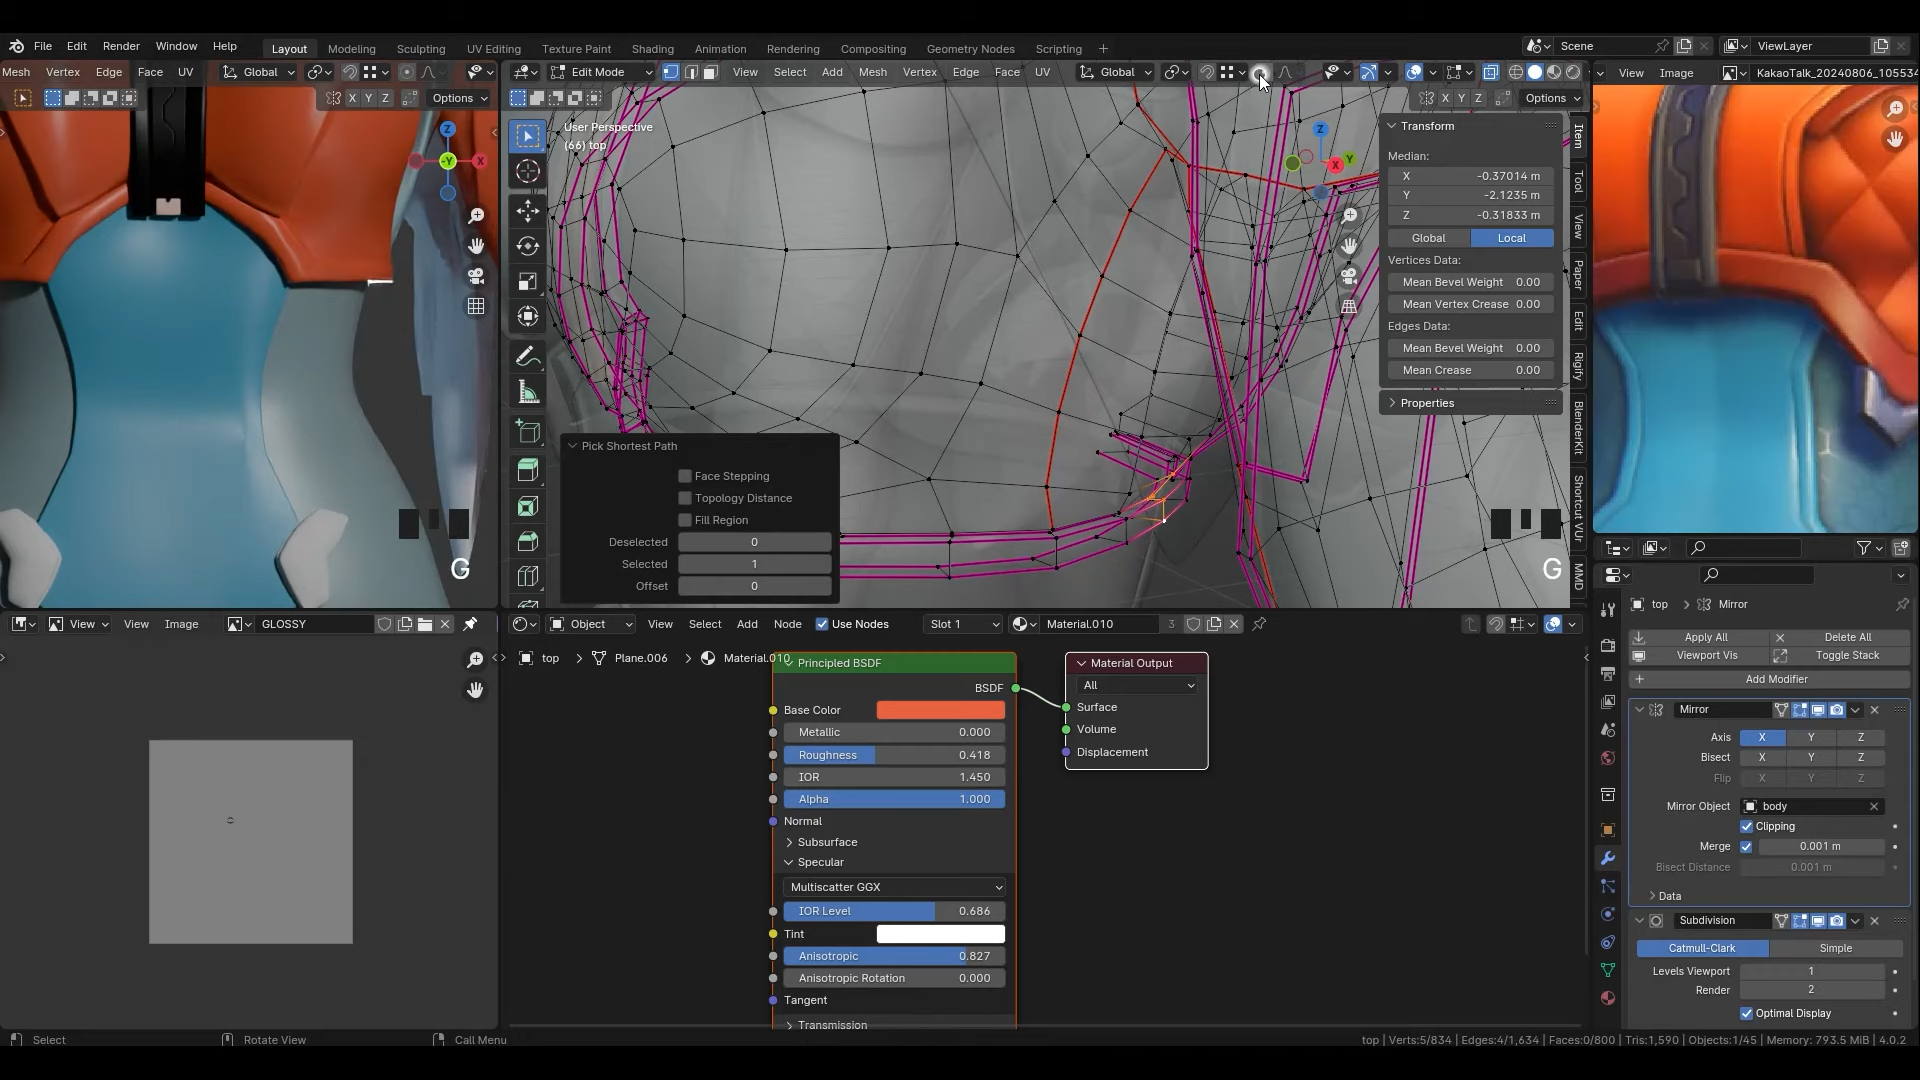 File Edit Render Window Help
Layout Modeling Sculpting UV Editing Texture Paint Shading Animation Rendering Compositing Geometry Nodes Scripting +
Scene
ViewLayer
Mesh Vertex Edge Face UV Global
Edit Mode View Select Add Mesh Vertex Edge Face UV Global
View Image KakaoTalk_20240806_105534
X Y Z Options
X Y Z Options
User Perspective
(66) top
Z
-Y X
Z
Y
X
Transform
Median:
X -0.37014 m
Y -2.1235 m
Z -0.31833 m
Global Local
Vertices Data:
Mean Bevel Weight 0.00
Mean Vertex Crease 0.00
Edges Data:
Mean Bevel Weight 0.00
Mean Crease 0.00
Properties
Item
Tool
View
Paper
Edit
Rigify
BlenderKit
Shortcut VUr
MMD
Pick Shortest Path
Face Stepping
Topology Distance
Fill Region
Deselected 0
Selected 1
Offset 0
G
G
View View Image GLOSSY
Object View Select Add Node Use Nodes Slot 1 Material.010 3
top > Plane.006 > Material.010
Principled BSDF
BSDF
Base Color
Metallic 0.000
Roughness 0.418
IOR 1.450
Alpha 1.000
Normal
Subsurface
Specular
Multiscatter GGX
IOR Level 0.686
Tint
Anisotropic 0.827
Anisotropic Rotation 0.000
Tangent
Transmission
Material Output
All
Surface
Volume
Displacement
top > Mirror
Apply All Delete All
Viewport Vis Toggle Stack
+ Add Modifier
Mirror
Axis X Y Z
Bisect X Y Z
Flip X Y Z
Mirror Object body
Clipping
Merge 0.001 m
Bisect Distance 0.001 m
Data
Subdivision
Catmull-Clark Simple
Levels Viewport 1
Render 2
Optimal Display
Select Rotate View Call Menu
top | Verts:5/834 | Edges:4/1,634 | Faces:0/800 | Tris:1,590 | Objects:1/45 | Memory: 793.5 MiB | 4.0.2